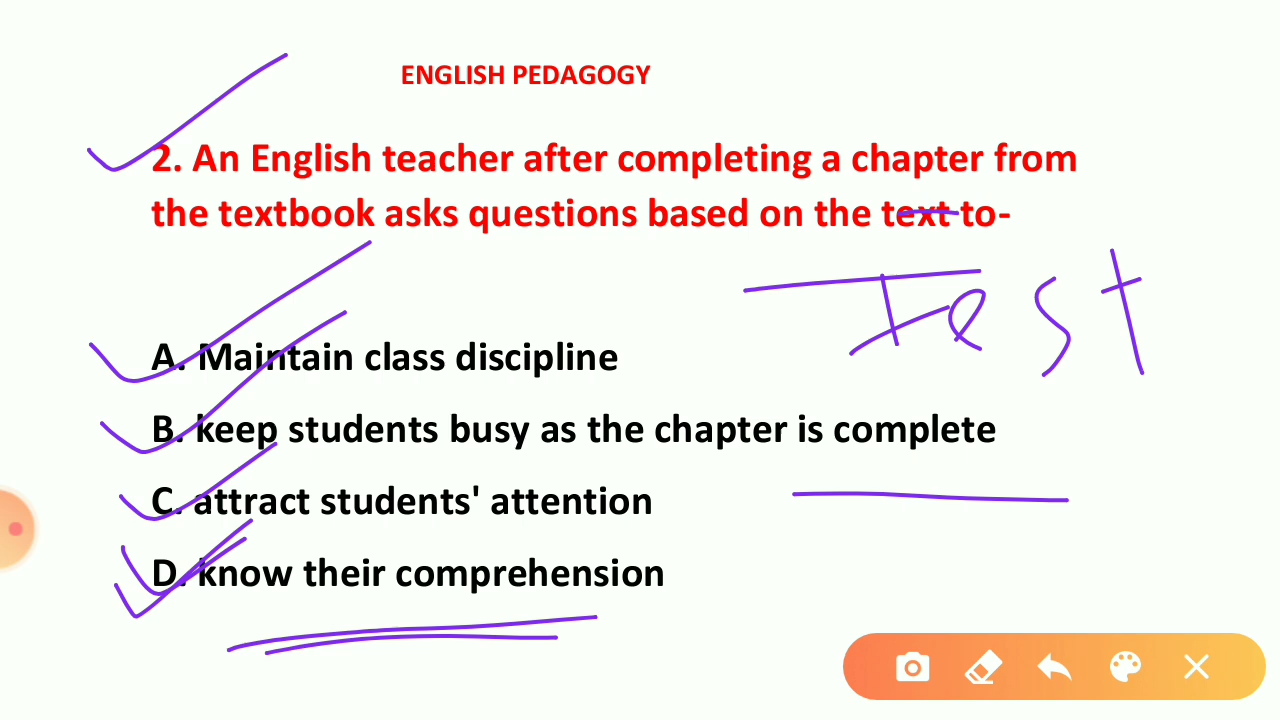 ENGLISH PEDAGOGY
2. An English teacher after completing a chapter from
the textbook asks questions based on the text to-
Test
A. Maintain class discipline
B. keep students busy as the chapter is complete
C. attract students' attention
D. know their comprehension